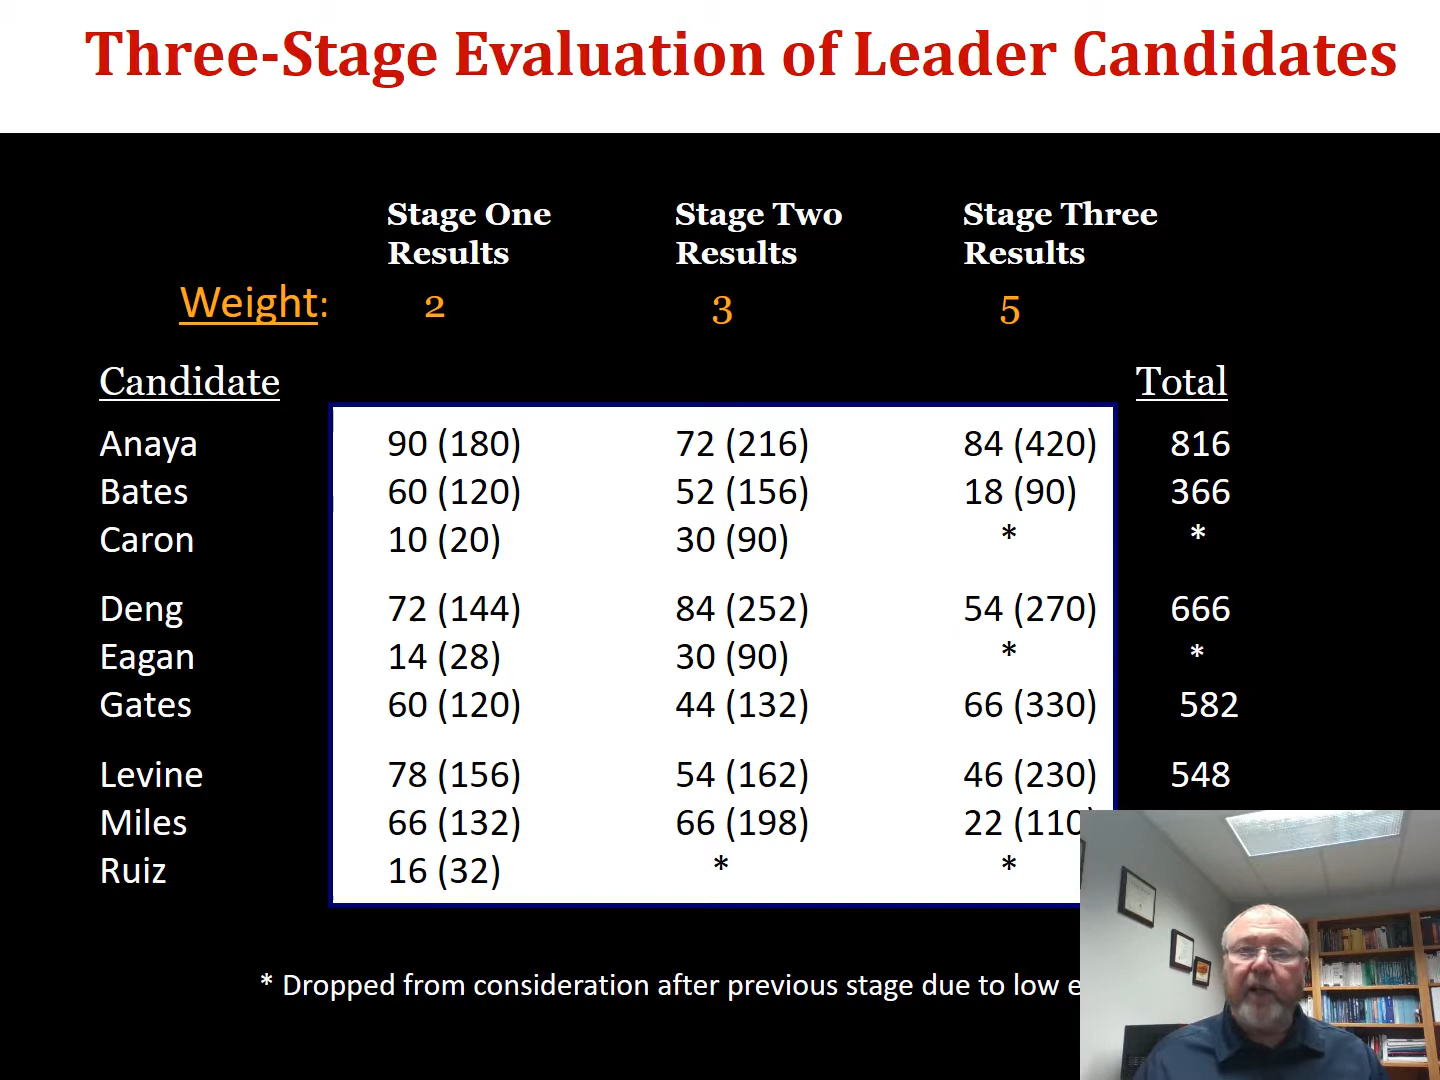 Three-Stage Evaluation of Leader Candidates
Stage One Results
Stage Two Results
Stage Three Results
Weight: 2 3 5
Candidate Total
Anaya 90 (180) 72 (216) 84 (420) 816
Bates 60 (120) 52 (156) 18 (90) 366
Caron 10 (20) 30 (90) * *
Deng 72 (144) 84 (252) 54 (270) 666
Eagan 14 (28) 30 (90) * *
Gates 60 (120) 44 (132) 66 (330) 582
Levine 78 (156) 54 (162) 46 (230) 548
Miles 66 (132) 66 (198) 22 (110
Ruiz 16 (32) * *
* Dropped from consideration after previous stage due to low